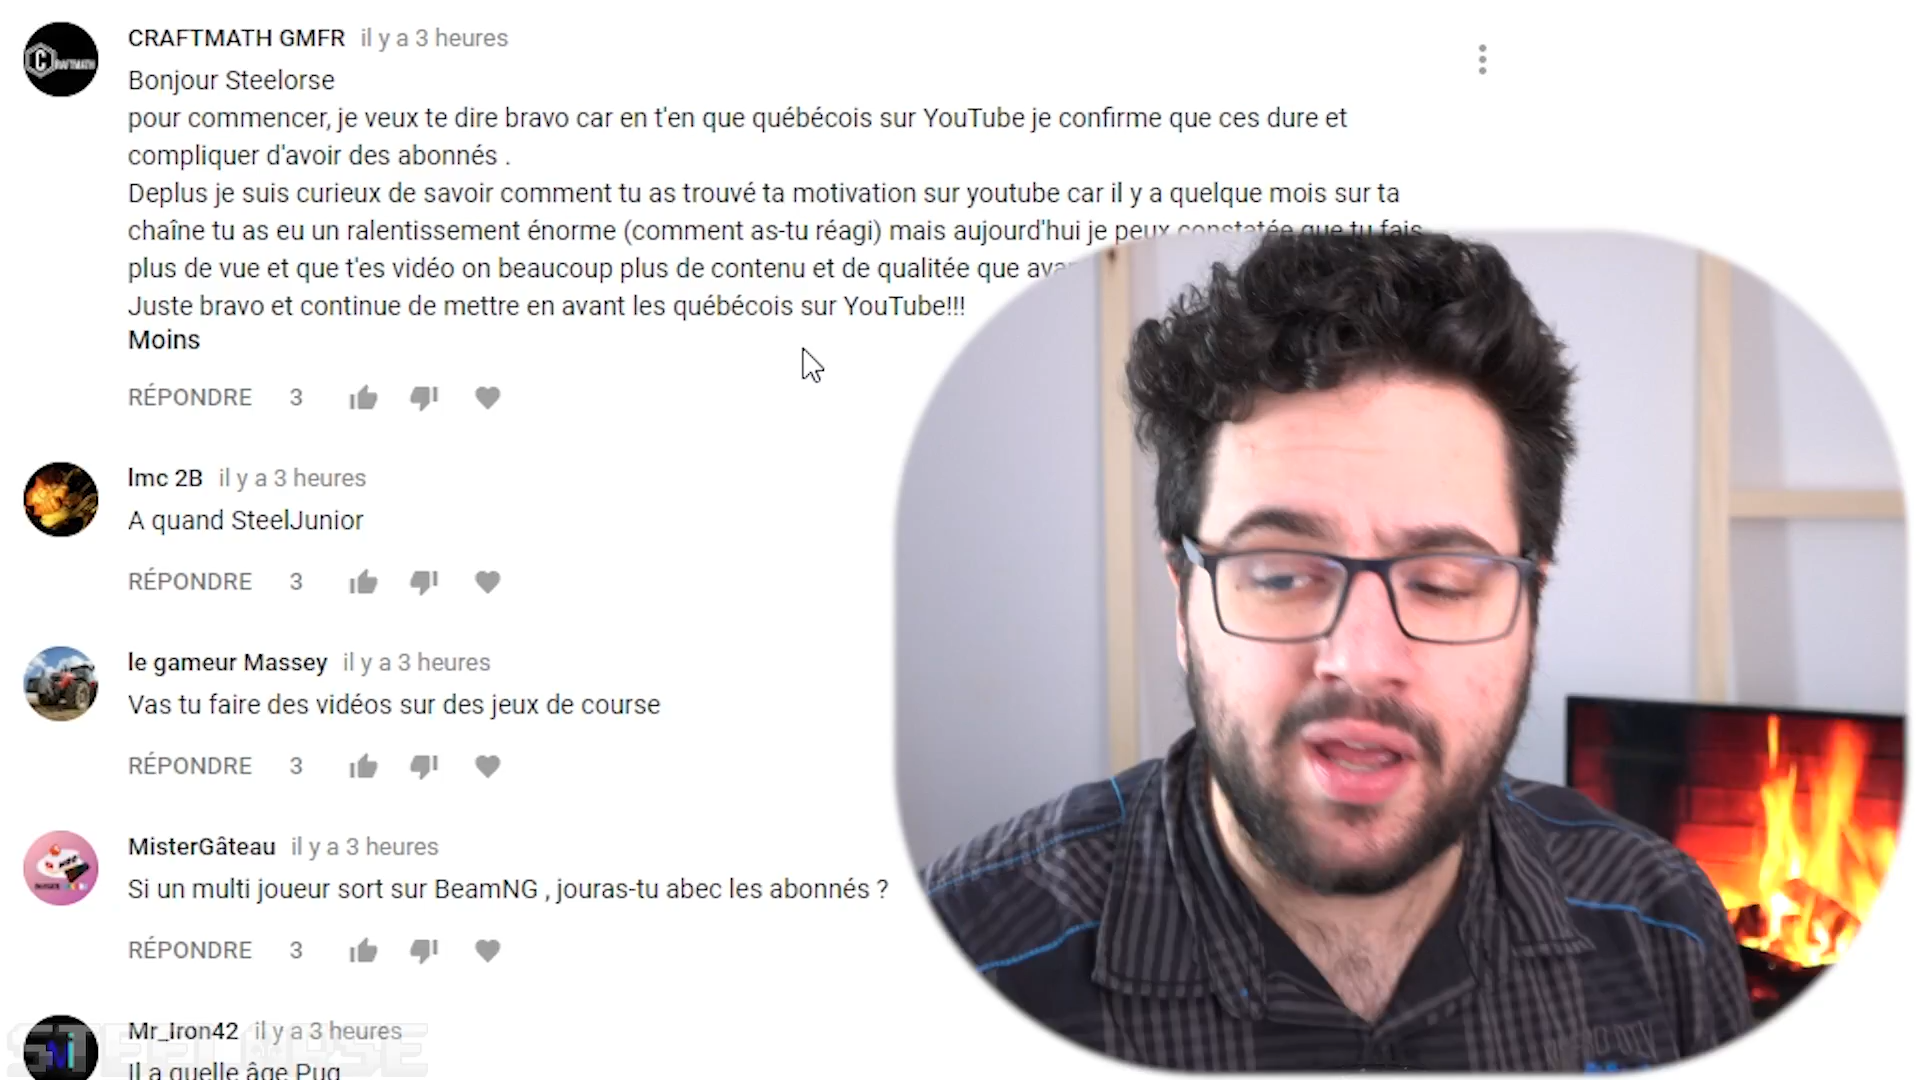 CRAFTMATH GMFR il y a 3 heures
Bonjour Steelorse
pour commencer, je veux te dire bravo car en t'en que québécois sur YouTube je confirme que ces dure et
compliquer d'avoir des abonnés .
Deplus je suis curieux de savoir comment tu as trouvé ta motivation sur youtube car il y a quelque mois sur ta
chaîne tu as eu un ralentissement énorme (comment as-tu réagi) mais aujourd'hui je peux constatée que tu fais
plus de vue et que t'es vidéo on beaucoup plus de contenu et de qualitée que
Juste bravo et continue de mettre en avant les québécois sur YouTube!!!
Moins
RÉPONDRE 3
lmc 2B il y a 3 heures
A quand SteelJunior
RÉPONDRE 3
le gameur Massey il y a 3 heures
Vas tu faire des vidéos sur des jeux de course
RÉPONDRE 3
MisterGâteau il y a 3 heures
Si un multi joueur sort sur BeamNG , jouras-tu abec les abonnés ?
RÉPONDRE 3
Mr_Iron42 il y a 3 heures
Il a quelle âge Pug
STEELORSE